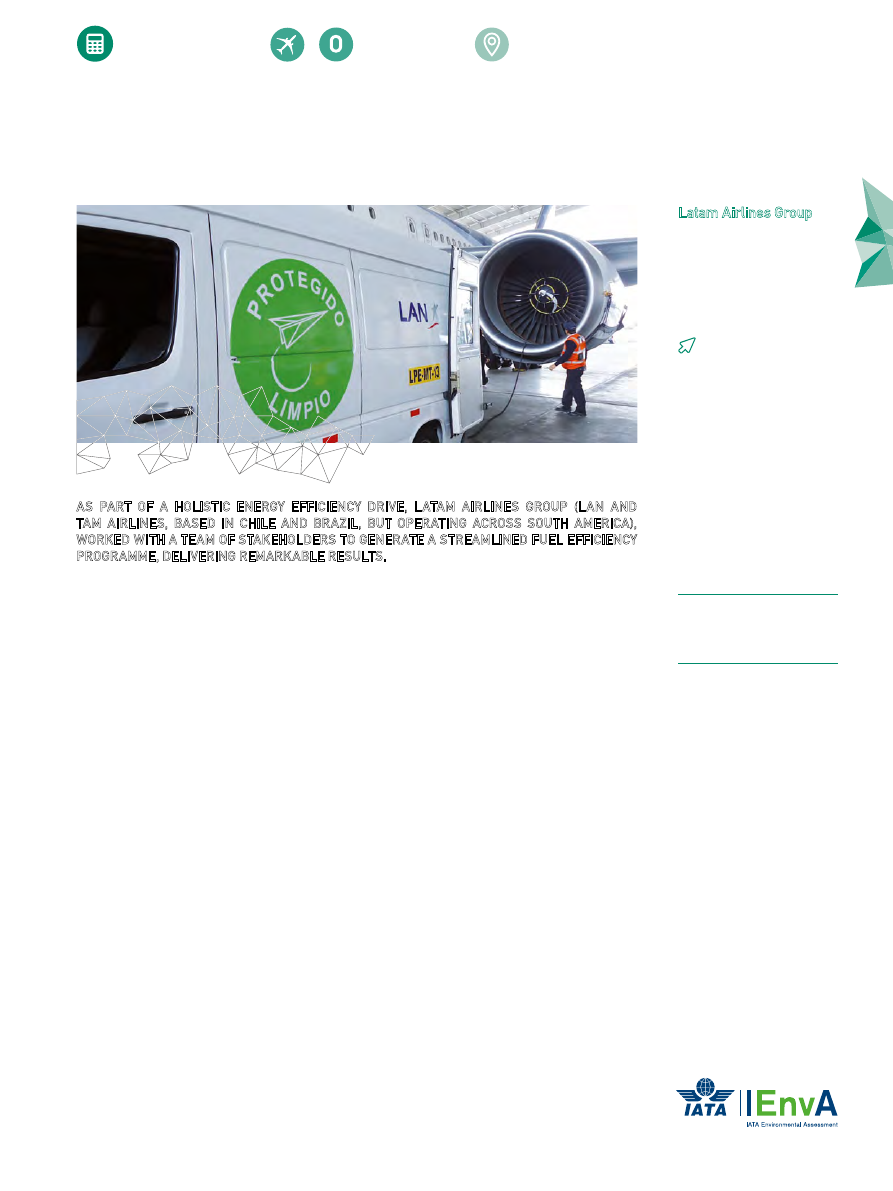 0
Latam Airlines Group
PROTEGIDO
LIMPIO
LAN
LPE-MT-13
AS PART OF A HOLISTIC ENERGY EFFICIENCY DRIVE, LATAM AIRLINES GROUP (LAN AND
TAM AIRLINES, BASED IN CHILE AND BRAZIL, BUT OPERATING ACROSS SOUTH AMERICA),
WORKED WITH A TEAM OF STAKEHOLDERS TO GENERATE A STREAMLINED FUEL EFFICIENCY
PROGRAMME, DELIVERING REMARKABLE RESULTS.
IATA
IEnvA
IATA Environmental Assessment